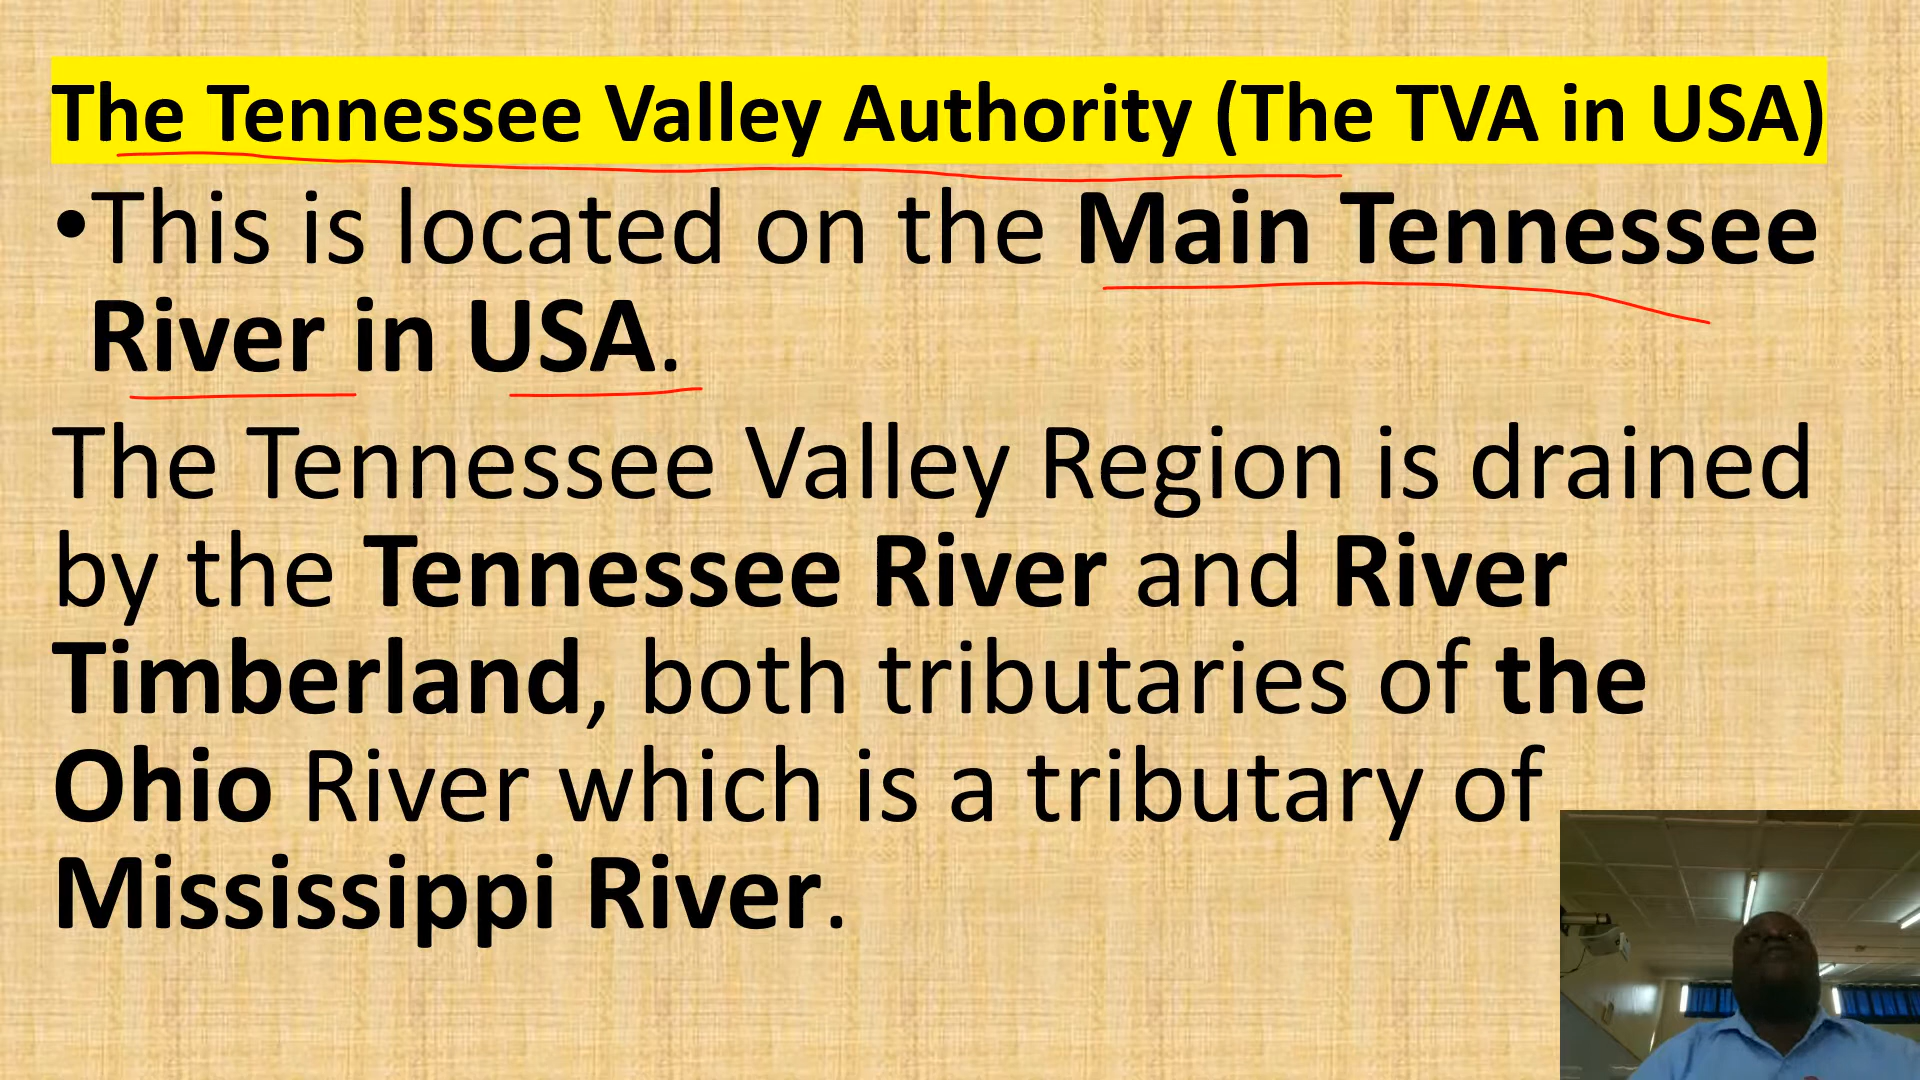 The Tennessee Valley Authority (The TVA in USA)
•This is located on the Main Tennessee
River in USA.
The Tennessee Valley Region is drained
by the Tennessee River and River
Timberland, both tributaries of the
Ohio River which is a tributary of
Mississippi River.